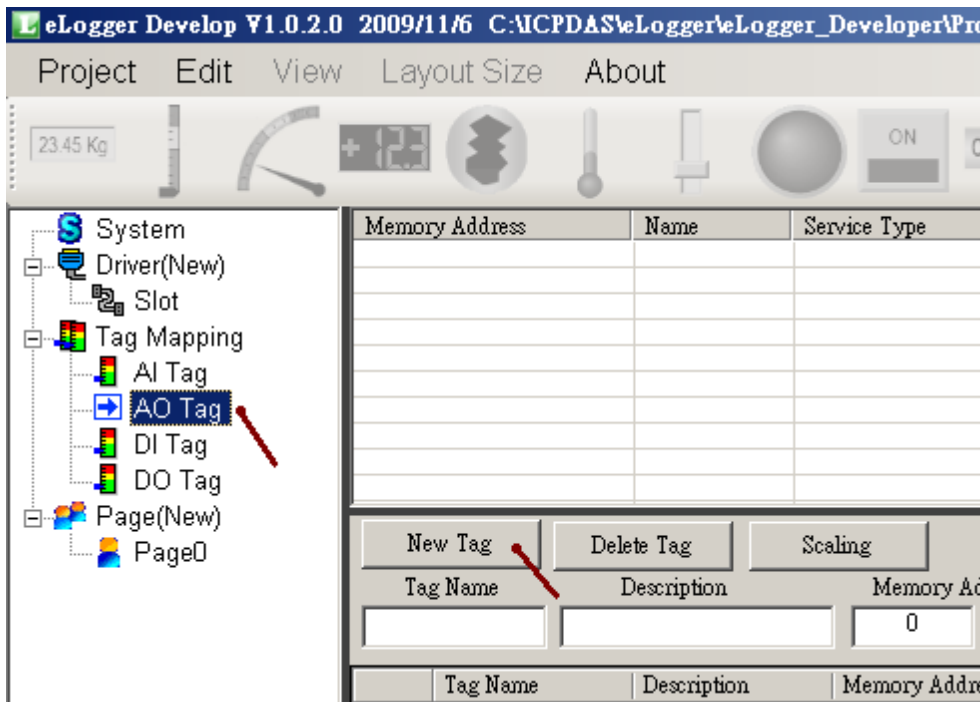 eLogger Develop V1.0.2.0 2009/11/6 C:\ICPDAS\eLogger\eLogger_Developer\Pro
Project Edit View Layout Size About
23.45 Kg
+ 12.3
ON
System
Driver(New)
Slot
Tag Mapping
AI Tag
AO Tag
DI Tag
DO Tag
Page(New)
Page0
Memory Address Name Service Type
New Tag Delete Tag Scaling
Tag Name Description Memory Ad
0
Tag Name Description Memory Addre